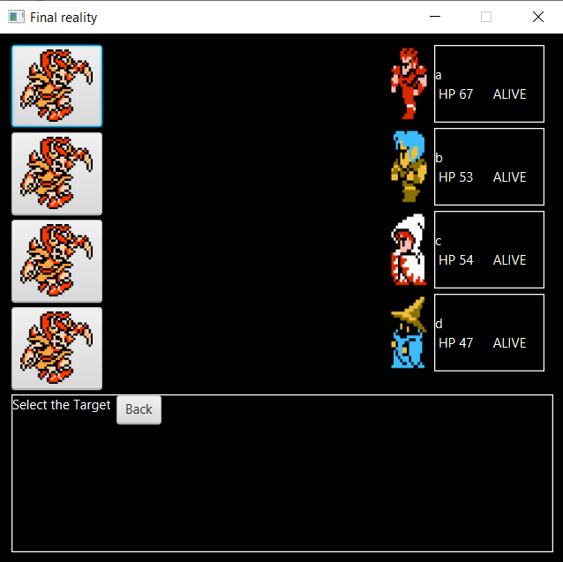 Final reality
a
HP 67 ALIVE
b
HP 53 ALIVE
c
HP 54 ALIVE
d
HP 47 ALIVE
Select the Target Back